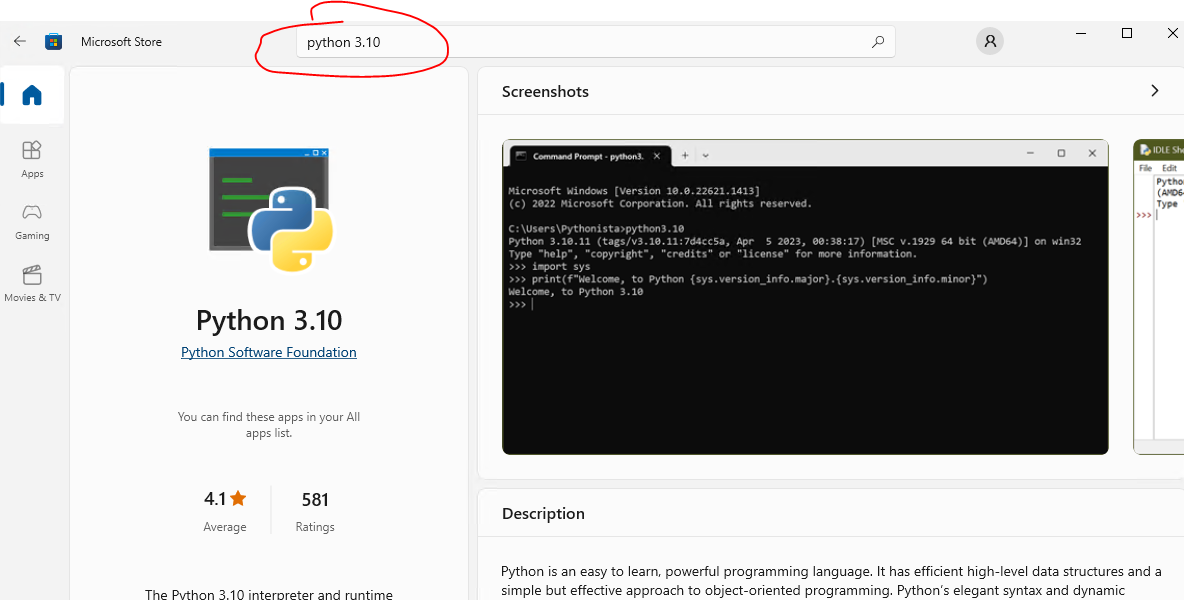 Microsoft Store
python 3.10
Apps
Gaming
Movies & TV
Python 3.10
Python Software Foundation
You can find these apps in your All
apps list.
4.1
Average
581
Ratings
The Python 3.10 interpreter and runtime
Screenshots
Command Prompt - python3.
Microsoft Windows [Version 10.0.22621.1413]
(c) 2022 Microsoft Corporation. All rights reserved.
C:\Users\Pythonista>python3.10
Python 3.10.11 (tags/v3.10.11:7d4cc5a, Apr  5 2023, 00:38:17) [MSC v.1929 64 bit (AMD64)] on win32
Type "help", "copyright", "credits" or "license" for more information.
>>> import sys
>>> print(f"Welcome, to Python {sys.version_info.major}.{sys.version_info.minor}")
Welcome, to Python 3.10
>>>
IDLE She
File Edit
Pytho
(AMD6
Type
>>>
Description
Python is an easy to learn, powerful programming language. It has efficient high-level data structures and a
simple but effective approach to object-oriented programming. Python's elegant syntax and dynamic